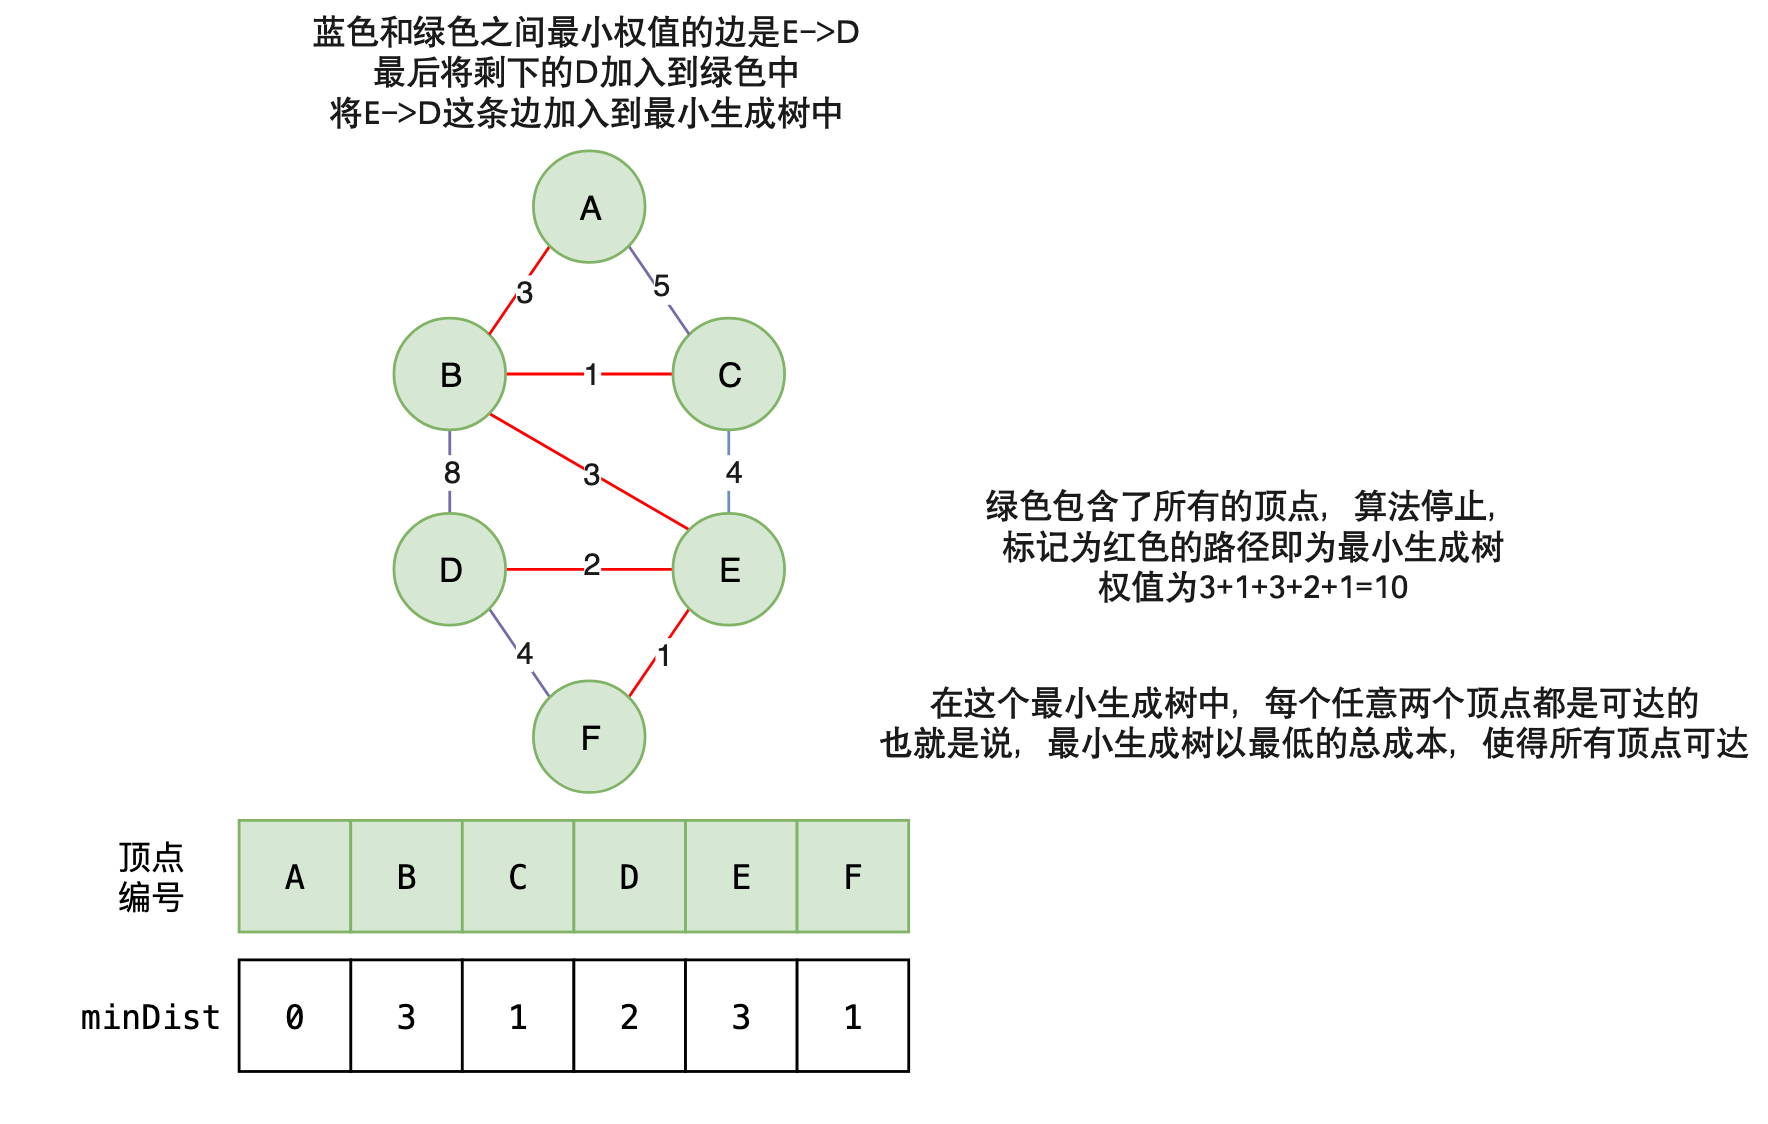 蓝色和绿色之间最小权值的边是E->D
最后将剩下的D加入到绿色中
将E->D这条边加入到最小生成树中
A
3
5
B
1
C
8
3
4
D
2
E
4
1
F
绿色包含了所有的顶点，算法停止，
标记为红色的路径即为最小生成树
权值为3+1+3+2+1=10
在这个最小生成树中，每个任意两个顶点都是可达的
也就是说，最小生成树以最低的总成本，使得所有顶点可达
顶点
编号
A B C D E F
minDist 0 3 1 2 3 1